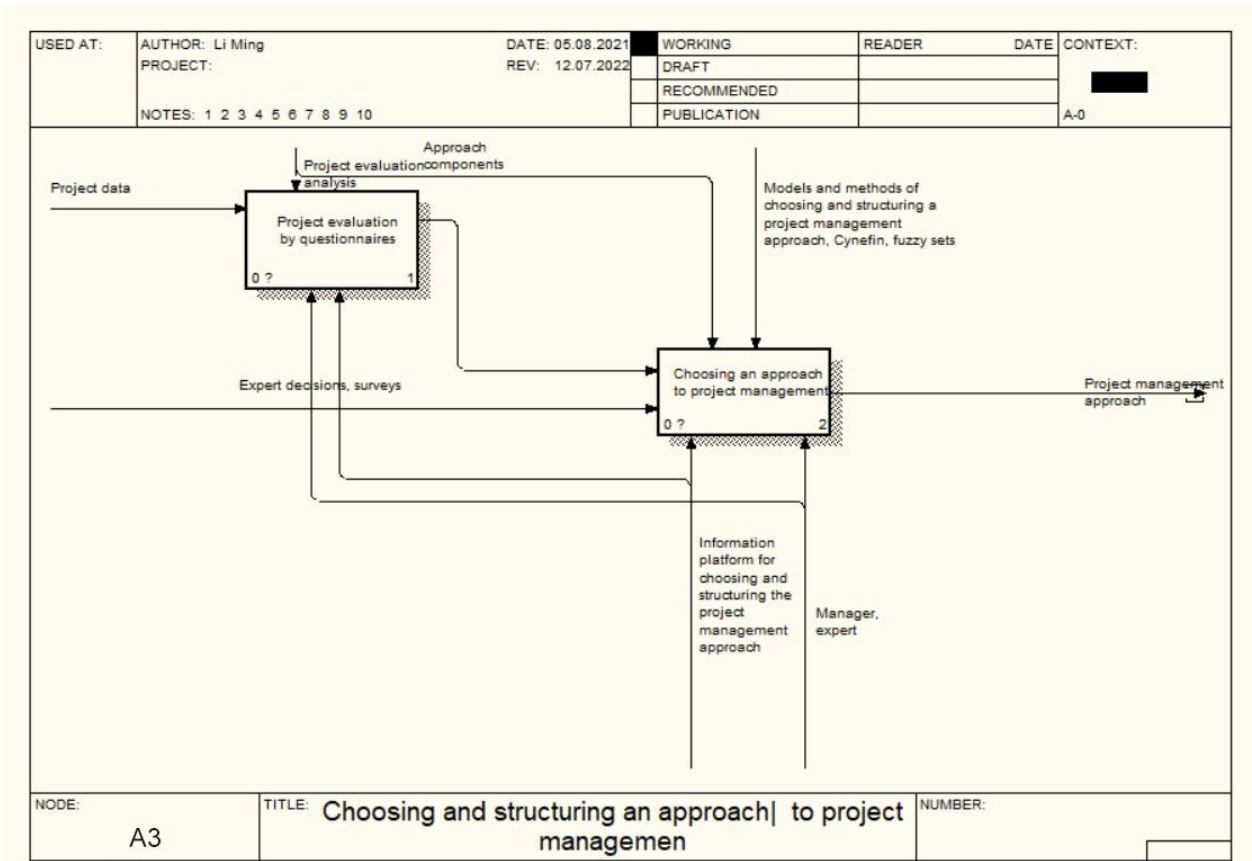 USED AT:
AUTHOR: Li Ming
DATE: 05.08.2021
WORKING
READER
DATE
CONTEXT:
PROJECT:
REV: 12.07.2022
DRAFT
RECOMMENDED
NOTES: 1 2 3 4 5 6 7 8 9 10
PUBLICATION
A-0
Approach
components
Project evaluation
analysis
Project data
Models and methods of
choosing and structuring a
project management
approach, Cynefin, fuzzy sets
Project evaluation
by questionnaires
0 ?
1
Choosing an approach
to project management
0 ?
2
Expert decisions, surveys
Project management
approach
Information
platform for
choosing and
structuring the
project
management
approach
Manager,
expert
NODE:
A3
TITLE:
Choosing and structuring an approach| to project
managemen
NUMBER: